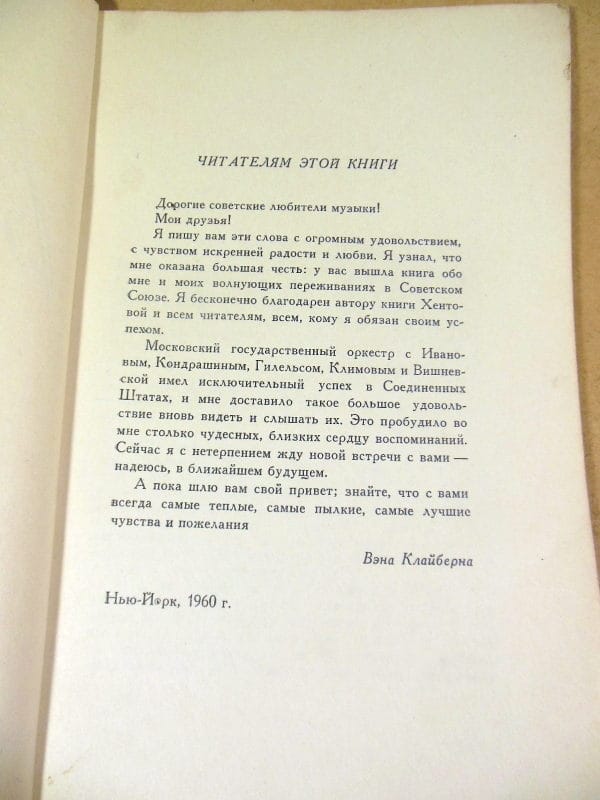 ЧИТАТЕЛЯМ ЭТОЙ КНИГИ
Дорогие советские любители музыки!
Мои друзья!
Я пишу вам эти слова с огромным удовольствием,
с чувством искренней радости и любви. Я узнал, что
мне оказана большая честь: у вас вышла книга обо
мне и моих волнующих переживаниях в Советском
Союзе. Я бесконечно благодарен автору книги Хенто-
вой и всем читателям, всем, кому я обязан своим ус-
пехом.
Московский государственный оркестр с Ивано-
вым, Кондрашиным, Гилельсом, Климовым и Вишнев-
ской имел исключительный успех в Соединенных
Штатах, и мне доставило такое большое удоволь-
ствие вновь видеть и слышать их. Это пробудило во
мне столько чудесных, близких сердцу воспоминаний.
Сейчас я с нетерпением жду новой встречи с вами —
надеюсь, в ближайшем будущем.
А пока шлю вам свой привет; знайте, что с вами
всегда самые теплые, самые пылкие, самые лучшие
чувства и пожелания
Вэна Клайберна
Нью-Йорк, 1960 г.